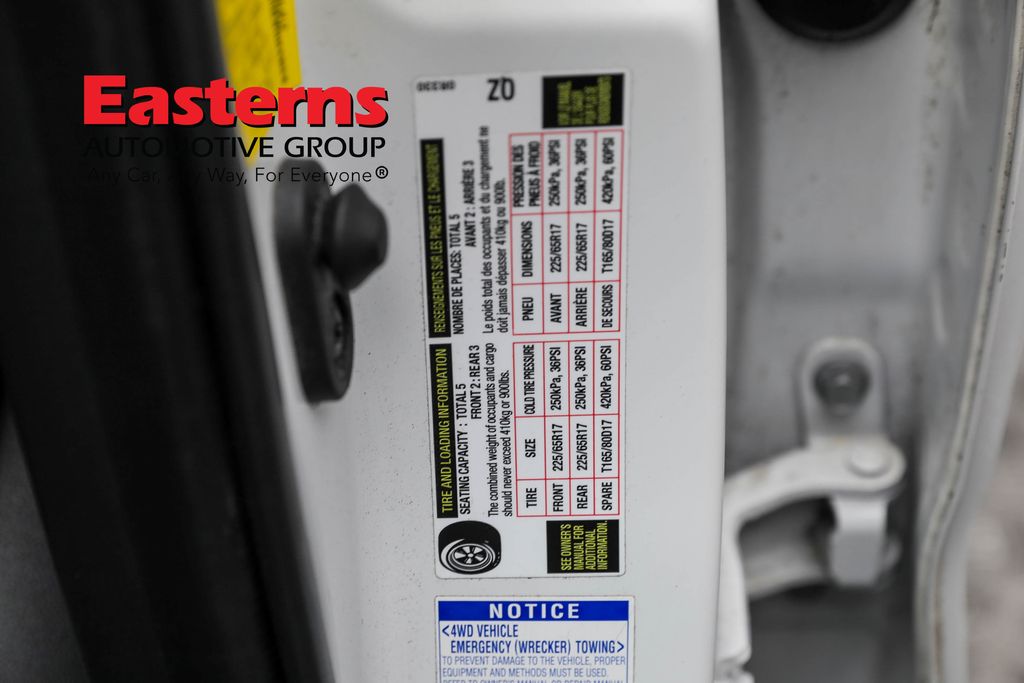 Easterns
AUTOMOTIVE GROUP
Any Car, Any Way, For Everyone®
TIRE AND LOADING INFORMATION
SEATING CAPACITY : TOTAL 5
FRONT 2 : REAR 3
The combined weight of occupants and cargo
should never exceed 410kg or 900lbs.
TIRE SIZE COLD TIRE PRESSURE
FRONT 225/65R17 250kPa, 36PSI
REAR 225/65R17 250kPa, 36PSI
SPARE T165/80D17 420kPa, 60PSI
SEE OWNER'S
MANUAL FOR
ADDITIONAL
INFORMATION.
RENSEIGNEMENTS SUR LES PNEUS ET LE CHARGEMENT
NOMBRE DE PLACES: TOTAL 5
AVANT 2 : ARRIÈRE 3
Le poids total des occupants et du chargement ne
doit jamais dépasser 410kg ou 900lb.
PNEU DIMENSIONS PRESSION DES
PNEUS À FROID
AVANT 225/65R17 250kPa, 36PSI
ARRIÈRE 225/65R17 250kPa, 36PSI
DE SECOURS T165/80D17 420kPa, 60PSI
0R330
Z0
NOTICE
<4WD VEHICLE
EMERGENCY (WRECKER) TOWING>
TO PREVENT DAMAGE TO THE VEHICLE, PROPER
EQUIPMENT AND METHODS MUST BE USED.